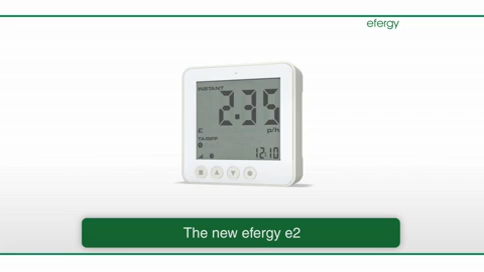 efergy
INSTANT
2.35
£ p/h
TARIFF
12:10
The new efergy e2